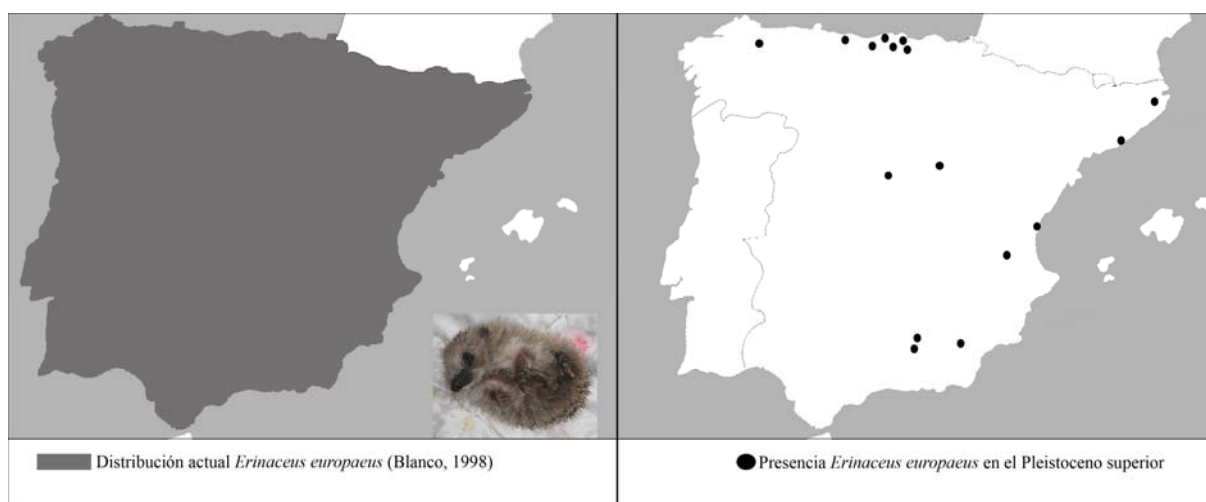 Distribución actual Erinaceus europaeus (Blanco, 1998)
Presencia Erinaceus europaeus en el Pleistoceno superior